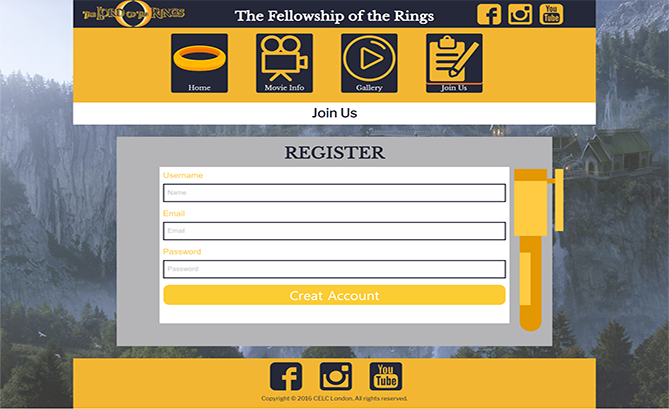 THE LORD OF THE RINGS
The Fellowship of the Rings
You
Tube
Home
Movie Info
Gallery
Join Us
Join Us
REGISTER
Username
Name
Email
Email
Password
Password
Creat Account
You
Tube
Copyright © 2016 CELC London. All rights reserved.